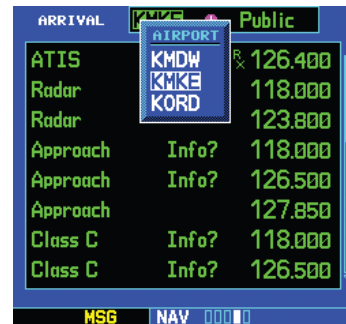 ARRIVAL KMKE Public
AIRPORT
KMDW
KMKE
KORD
ATIS Rx 126.400
Radar 118.000
Radar 123.800
Approach Info? 118.000
Approach Info? 126.500
Approach 127.850
Class C Info? 118.000
Class C Info? 126.500
MSG NAV